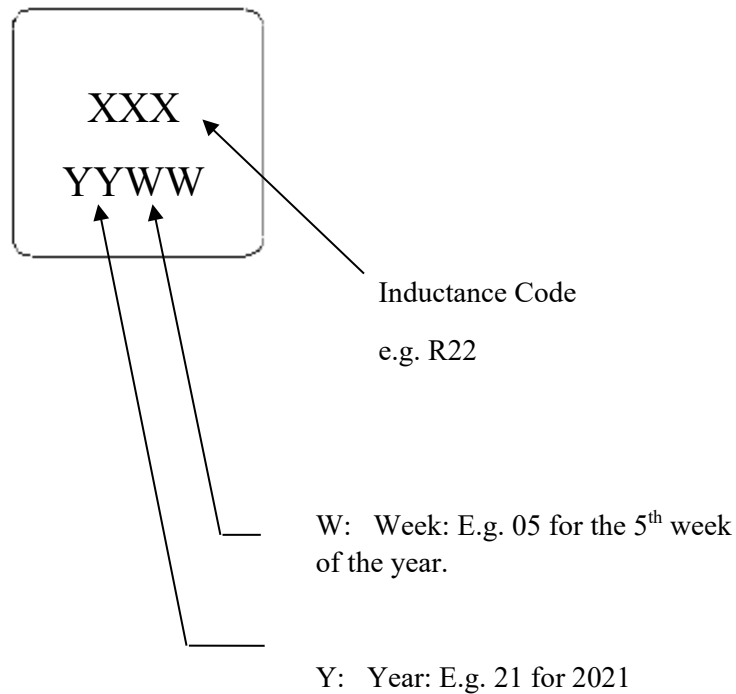 XXX
YYWW
Inductance Code
e.g. R22
W: Week: E.g. 05 for the 5th week
of the year.
Y: Year: E.g. 21 for 2021